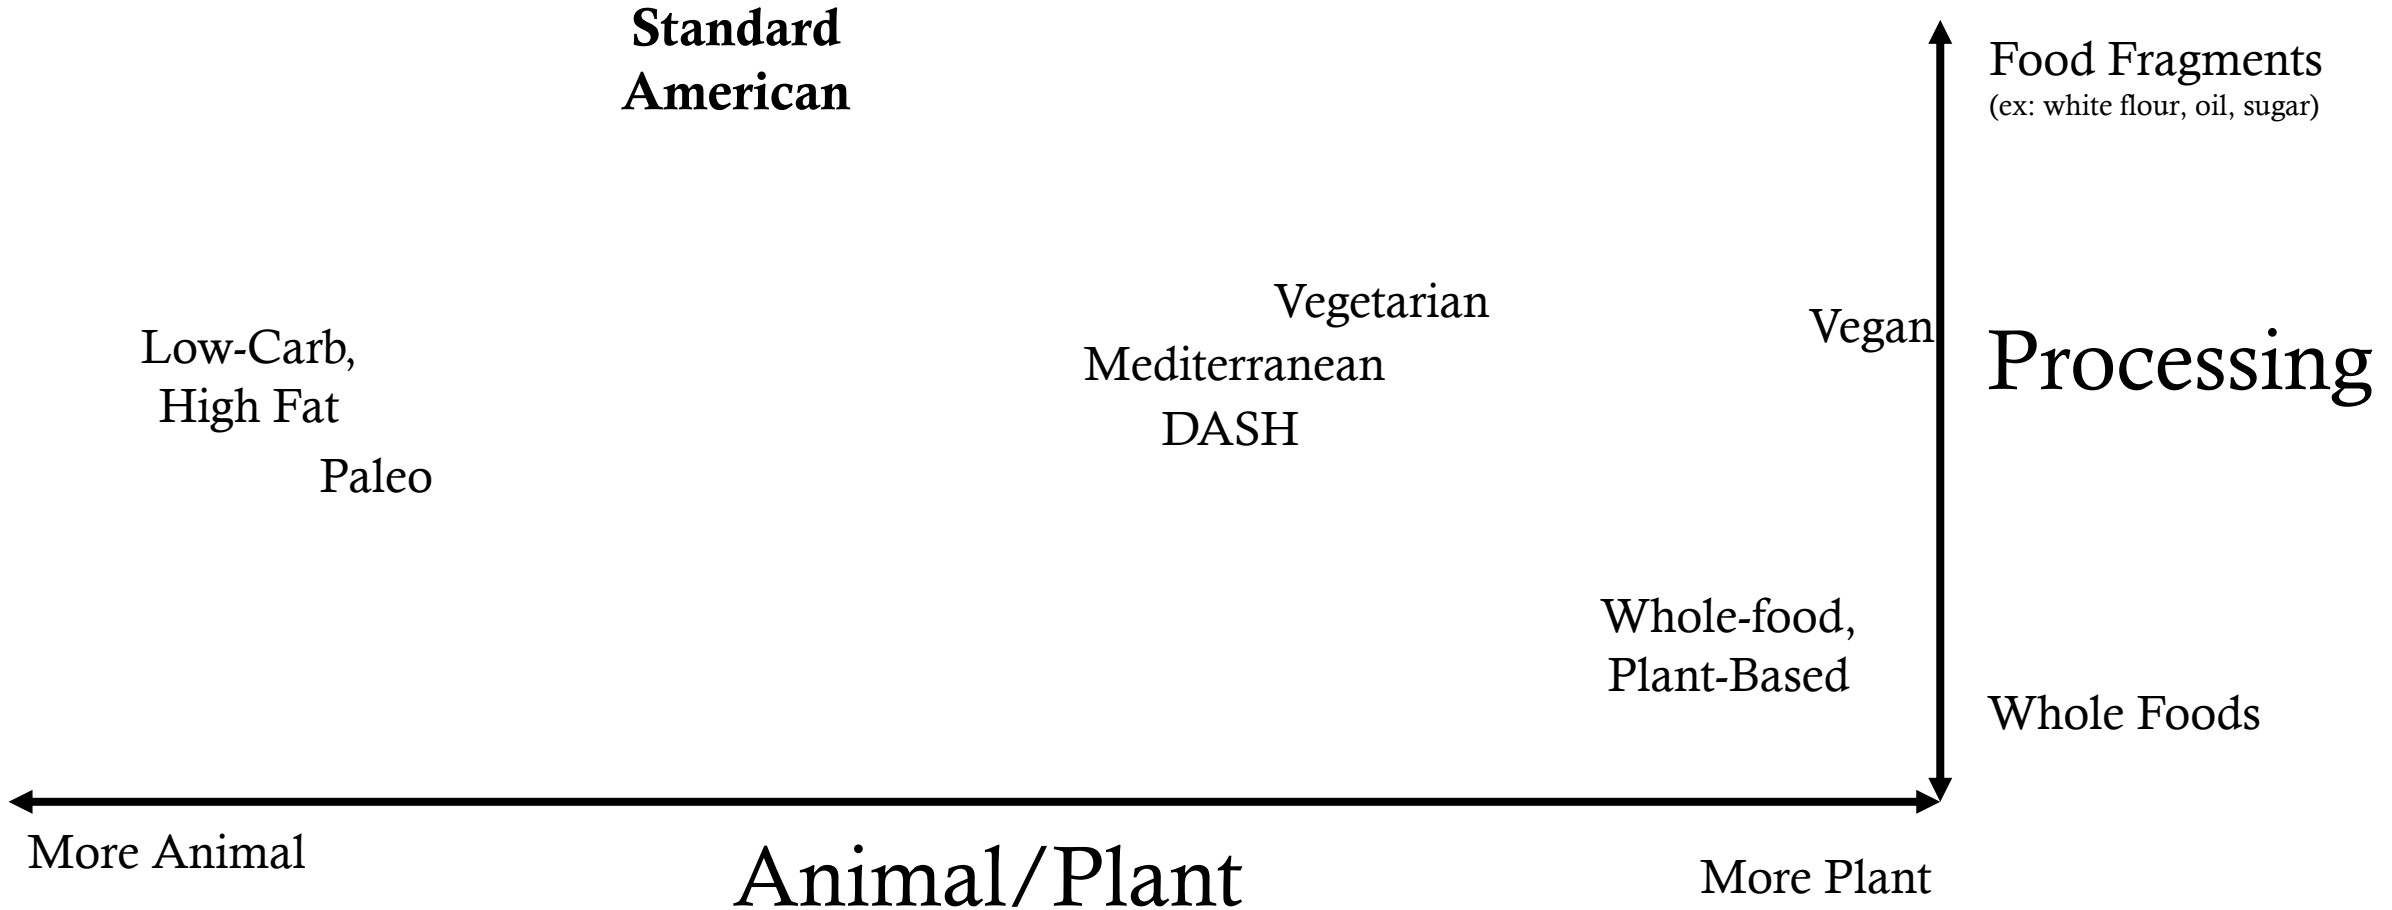 Standard
American
Food Fragments
(ex: white flour, oil, sugar)
Vegetarian
Vegan
Low-Carb,
High Fat
Mediterranean
Processing
DASH
Paleo
Whole-food,
Plant-Based
Whole Foods
More Animal
Animal/Plant
More Plant